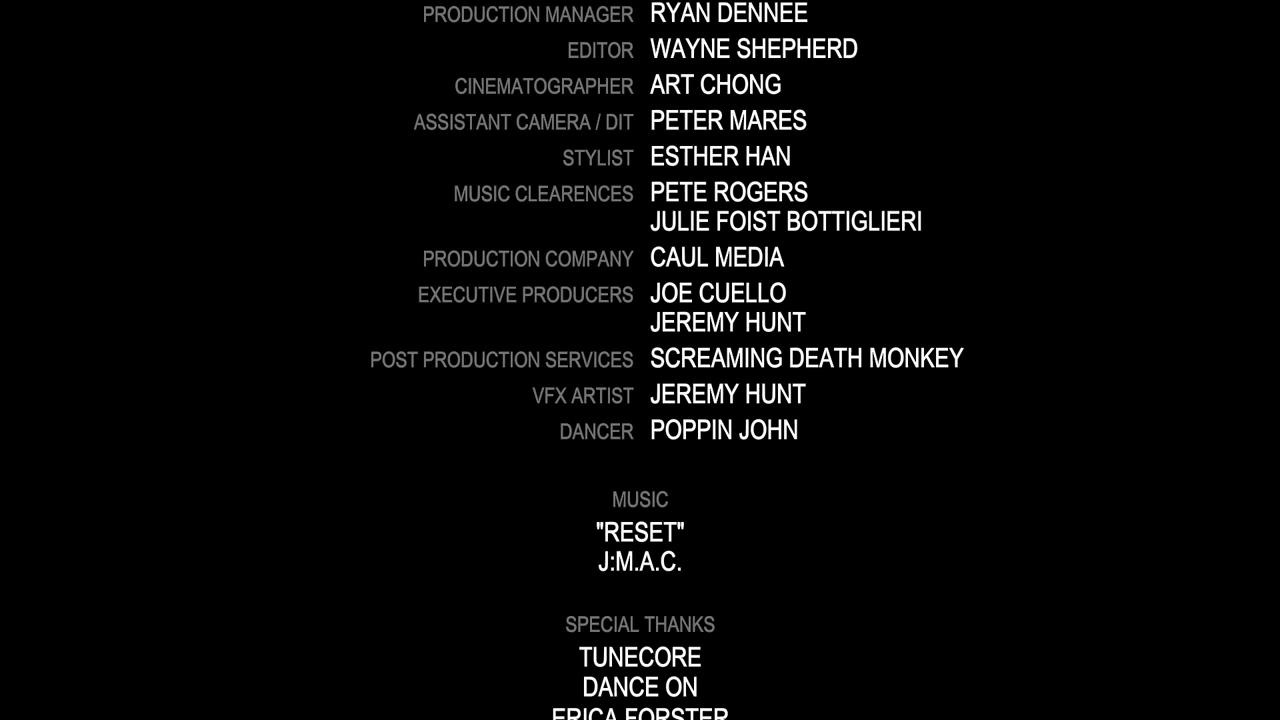 PRODUCTION MANAGER RYAN DENNEE
EDITOR WAYNE SHEPHERD
CINEMATOGRAPHER ART CHONG
ASSISTANT CAMERA / DIT PETER MARES
STYLIST ESTHER HAN
MUSIC CLEARENCES PETE ROGERS
JULIE FOIST BOTTIGLIERI
PRODUCTION COMPANY CAUL MEDIA
EXECUTIVE PRODUCERS JOE CUELLO
JEREMY HUNT
POST PRODUCTION SERVICES SCREAMING DEATH MONKEY
VFX ARTIST JEREMY HUNT
DANCER POPPIN JOHN
MUSIC
"RESET"
J:M.A.C.
SPECIAL THANKS
TUNECORE
DANCE ON
ERICA FORSTER